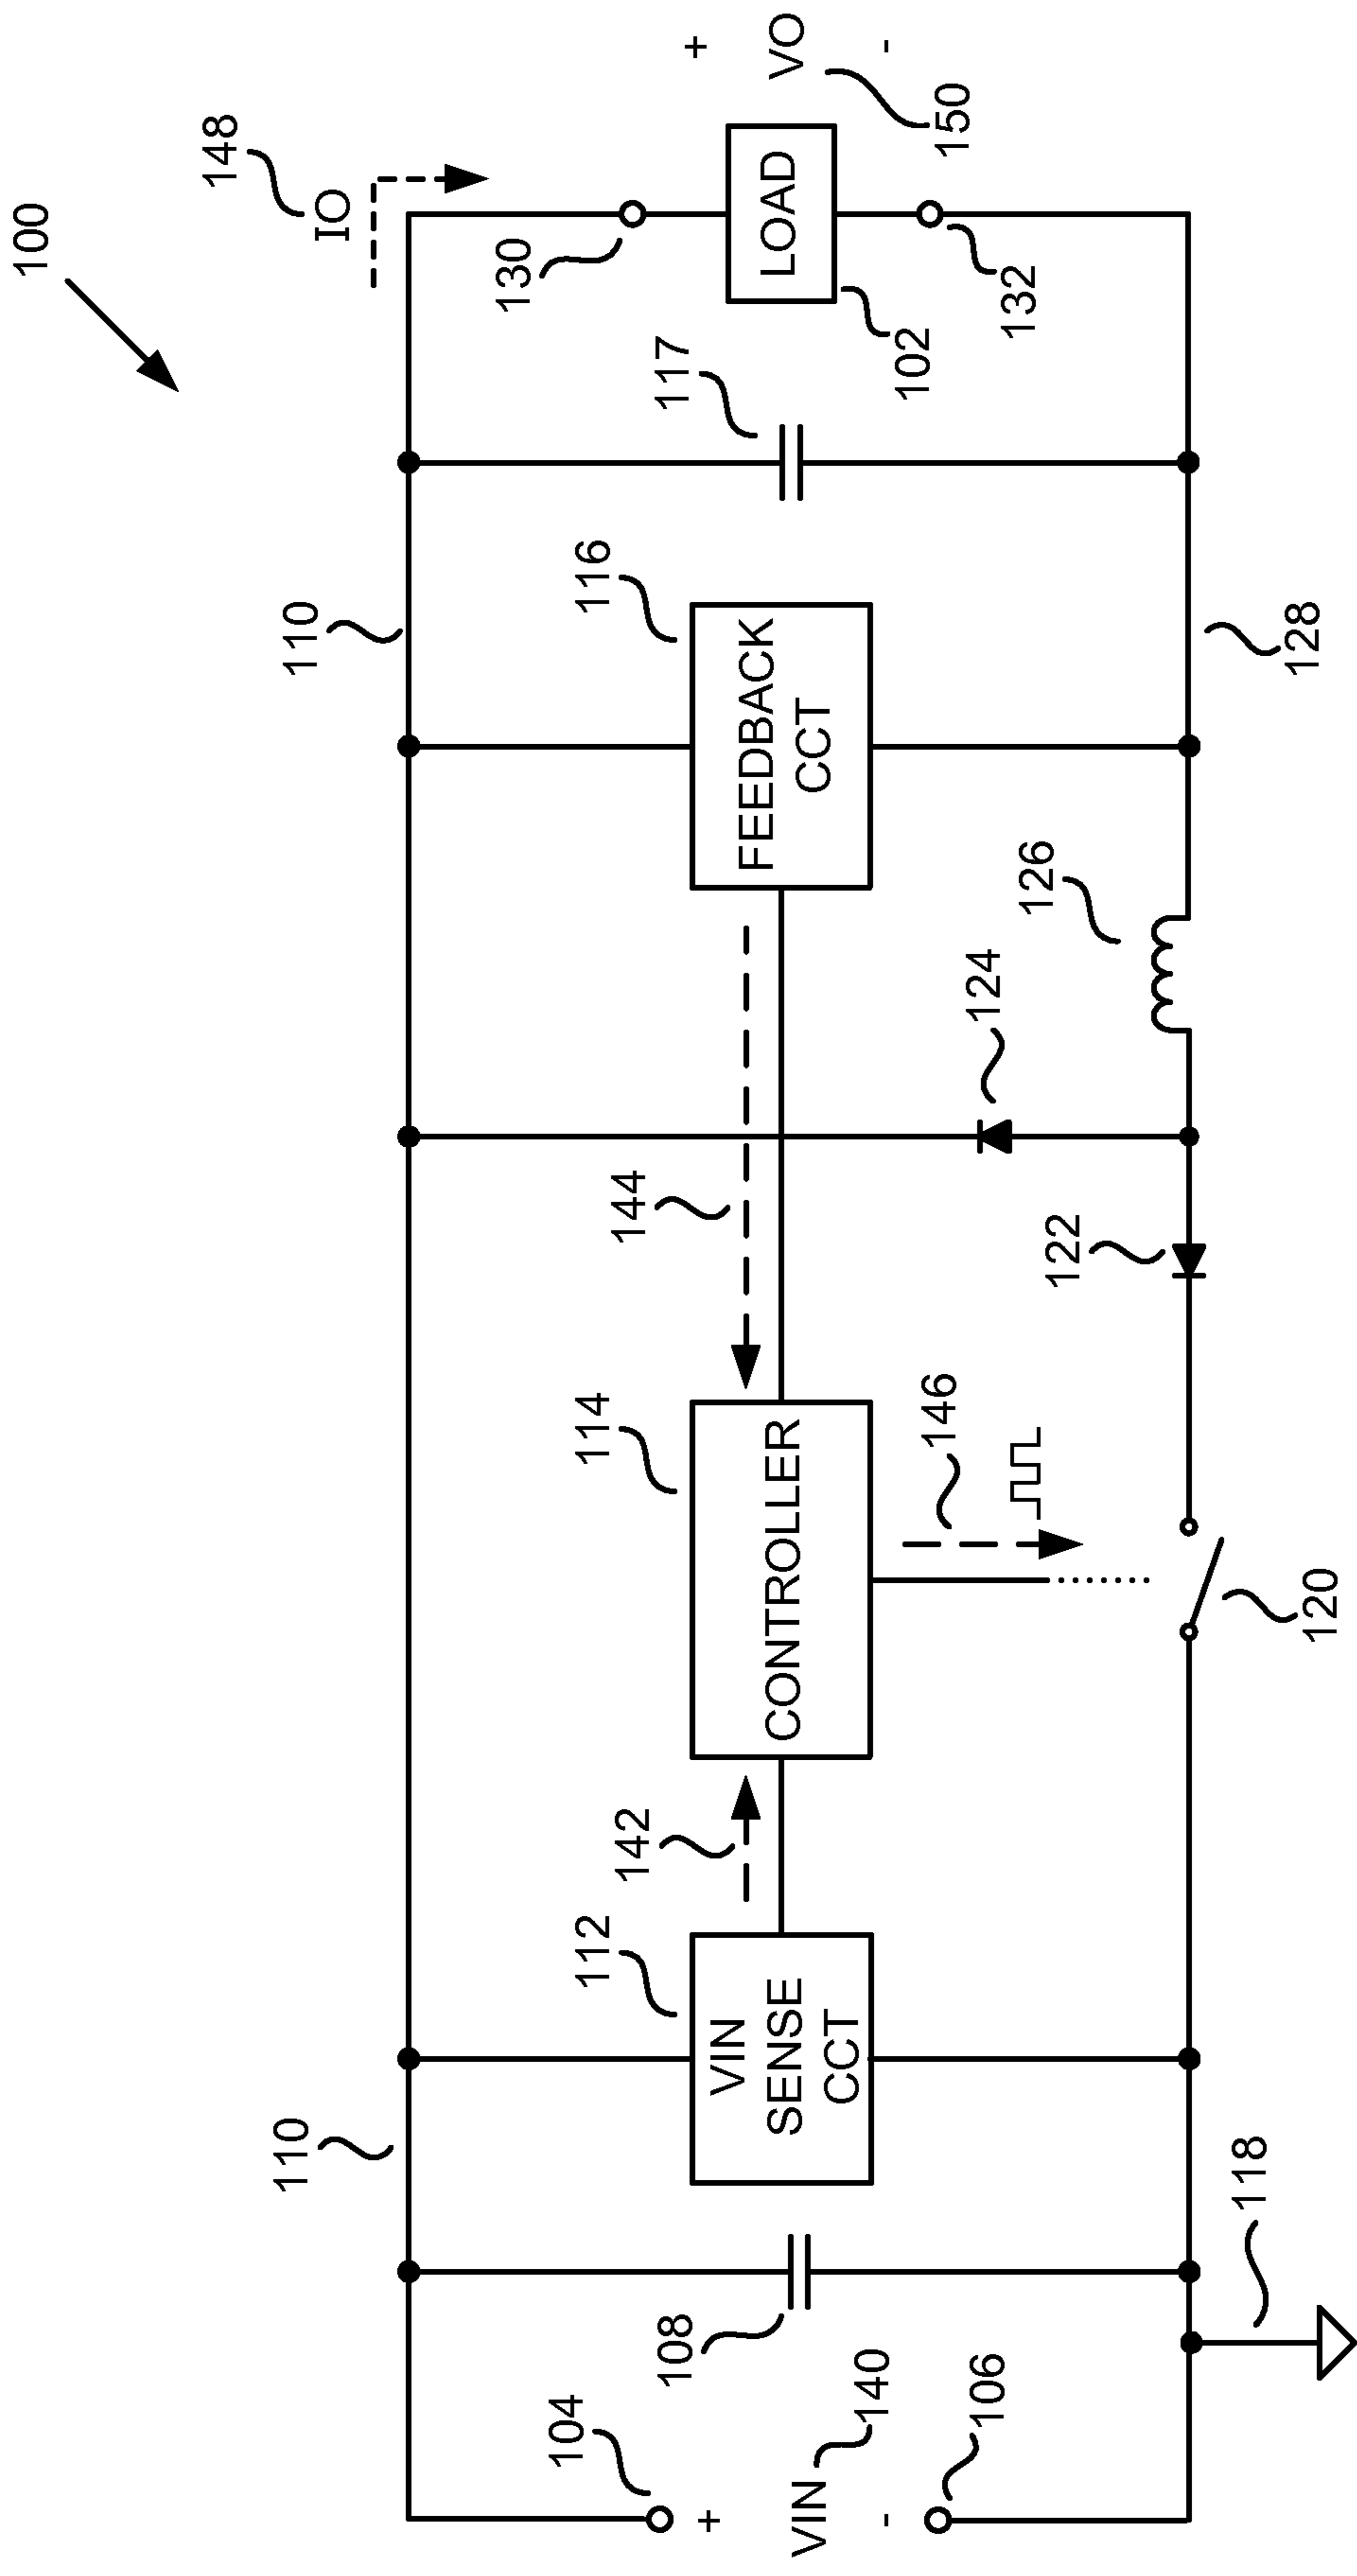 100
148
IO
110
110
130
+
VO
-
150
LOAD
102
132
117
116
FEEDBACK
CCT
128
126
124
144
122
114
CONTROLLER
146
120
142
112
VIN
SENSE
CCT
118
108
104
+
VIN
140
-
106